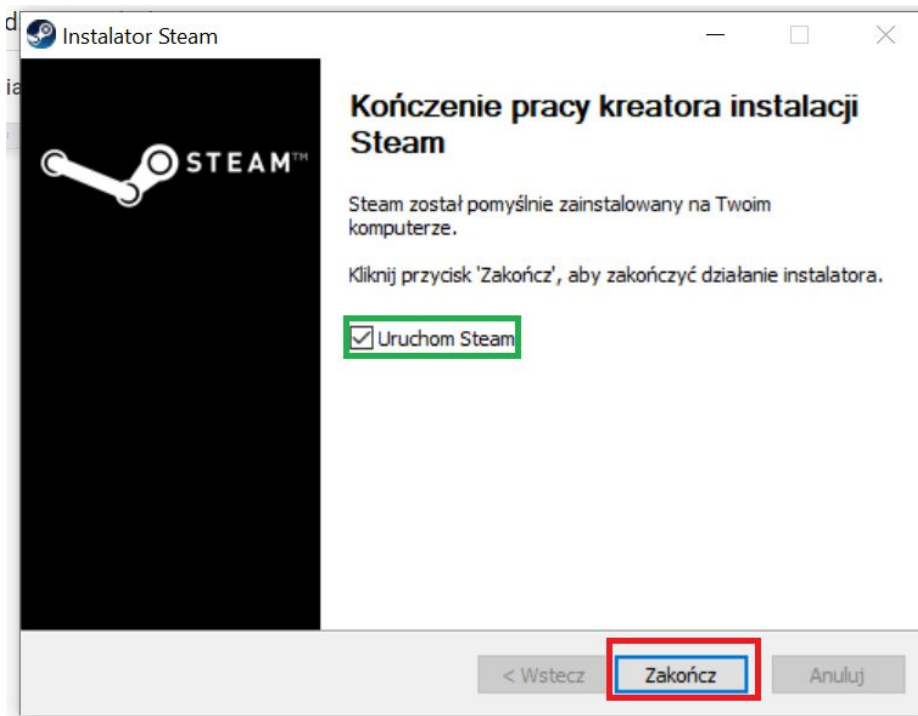 Instalator Steam
Kończenie pracy kreatora instalacji
Steam
STEAM™
Steam został pomyślnie zainstalowany na Twoim
komputerze.
Kliknij przycisk 'Zakończ', aby zakończyć działanie instalatora.
Uruchom Steam
< Wstecz Zakończ Anuluj